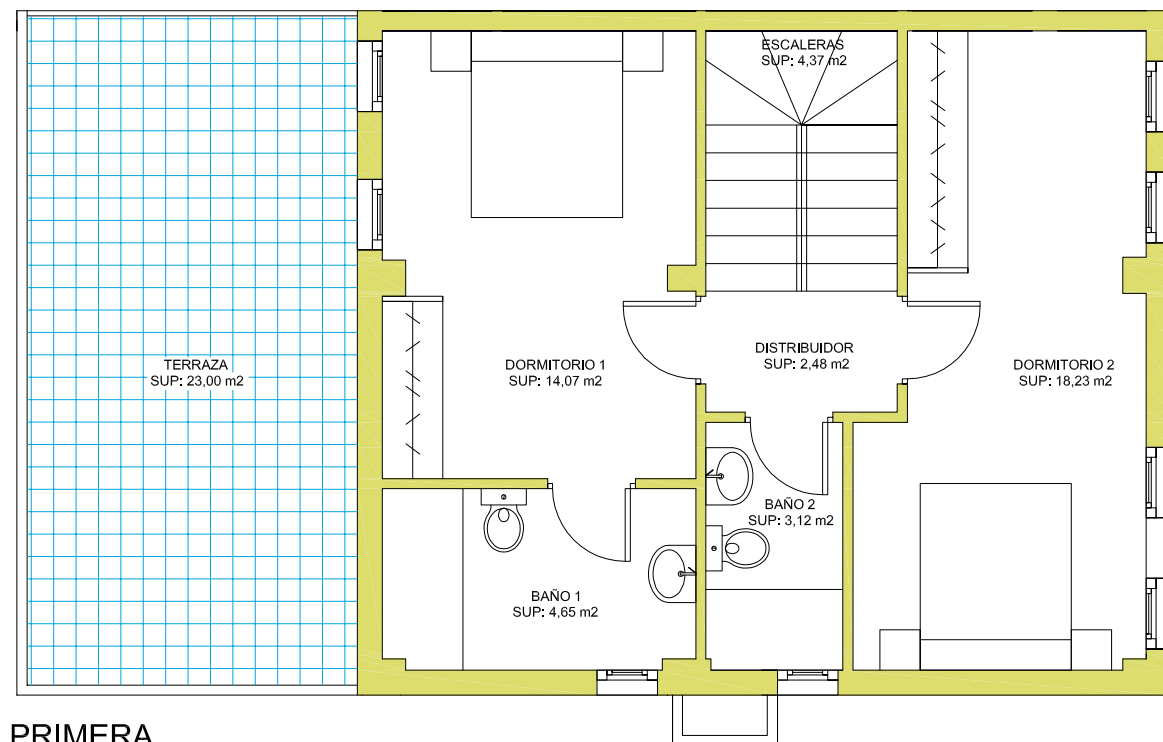 ESCALERAS
SUP: 4,37 m2
TERRAZA
SUP: 23,00 m2
DORMITORIO 1
SUP: 14,07 m2
DISTRIBUIDOR
SUP: 2,48 m2
DORMITORIO 2
SUP: 18,23 m2
BAÑO 2
SUP: 3,12 m2
BAÑO 1
SUP: 4,65 m2
PRIMERA